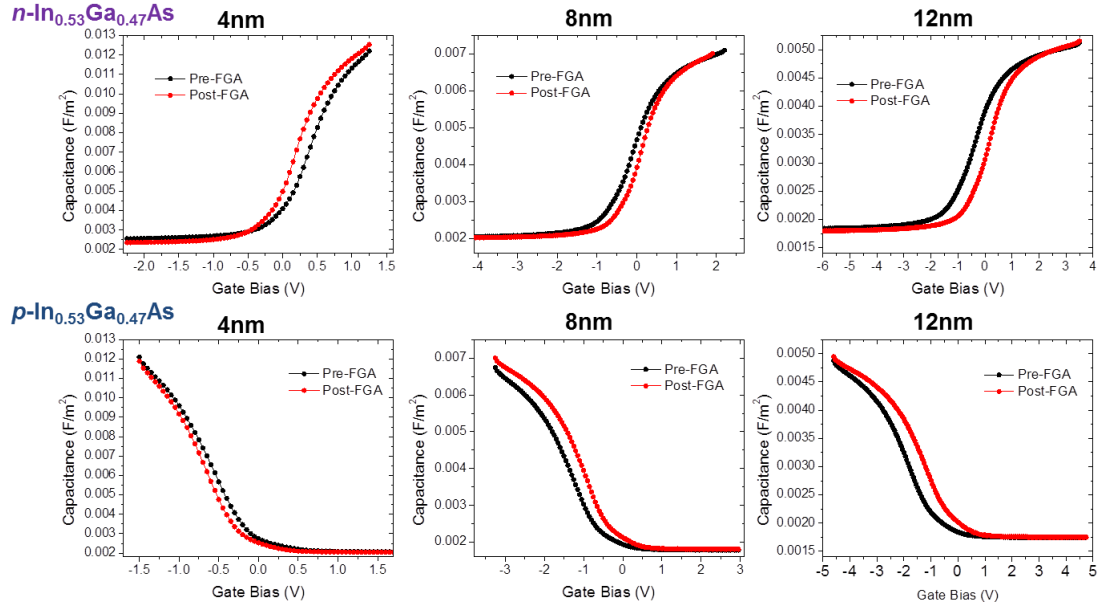 n-In0.53Ga0.47As
4nm
8nm
12nm
0.013
0.012
0.011
0.010
0.009
0.008
0.007
0.006
0.005
0.004
0.003
0.002
Capacitance (F/m²)
Pre-FGA
Post-FGA
-2.0 -1.5 -1.0 -0.5 0.0 0.5 1.0 1.5
Gate Bias (V)
0.007
0.006
0.005
0.004
0.003
0.002
Capacitance (F/m²)
Pre-FGA
Post-FGA
-4 -3 -2 -1 0 1 2
Gate Bias (V)
0.0050
0.0045
0.0040
0.0035
0.0030
0.0025
0.0020
0.0015
Capacitance (F/m²)
Pre-FGA
Post-FGA
-6 -5 -4 -3 -2 -1 0 1 2 3 4
Gate Bias (V)
p-In0.53Ga0.47As
4nm
8nm
12nm
0.013
0.012
0.011
0.010
0.009
0.008
0.007
0.006
0.005
0.004
0.003
0.002
Capacitance (F/m²)
Pre-FGA
Post-FGA
-1.5 -1.0 -0.5 0.0 0.5 1.0 1.5
Gate Bias (V)
0.007
0.006
0.005
0.004
0.003
0.002
Capacitance (F/m²)
Pre-FGA
Post-FGA
-3 -2 -1 0 1 2 3
Gate Bias (V)
0.0050
0.0045
0.0040
0.0035
0.0030
0.0025
0.0020
0.0015
Capacitance (F/m²)
Pre-FGA
Post-FGA
-5 -4 -3 -2 -1 0 1 2 3 4 5
Gate Bias (V)